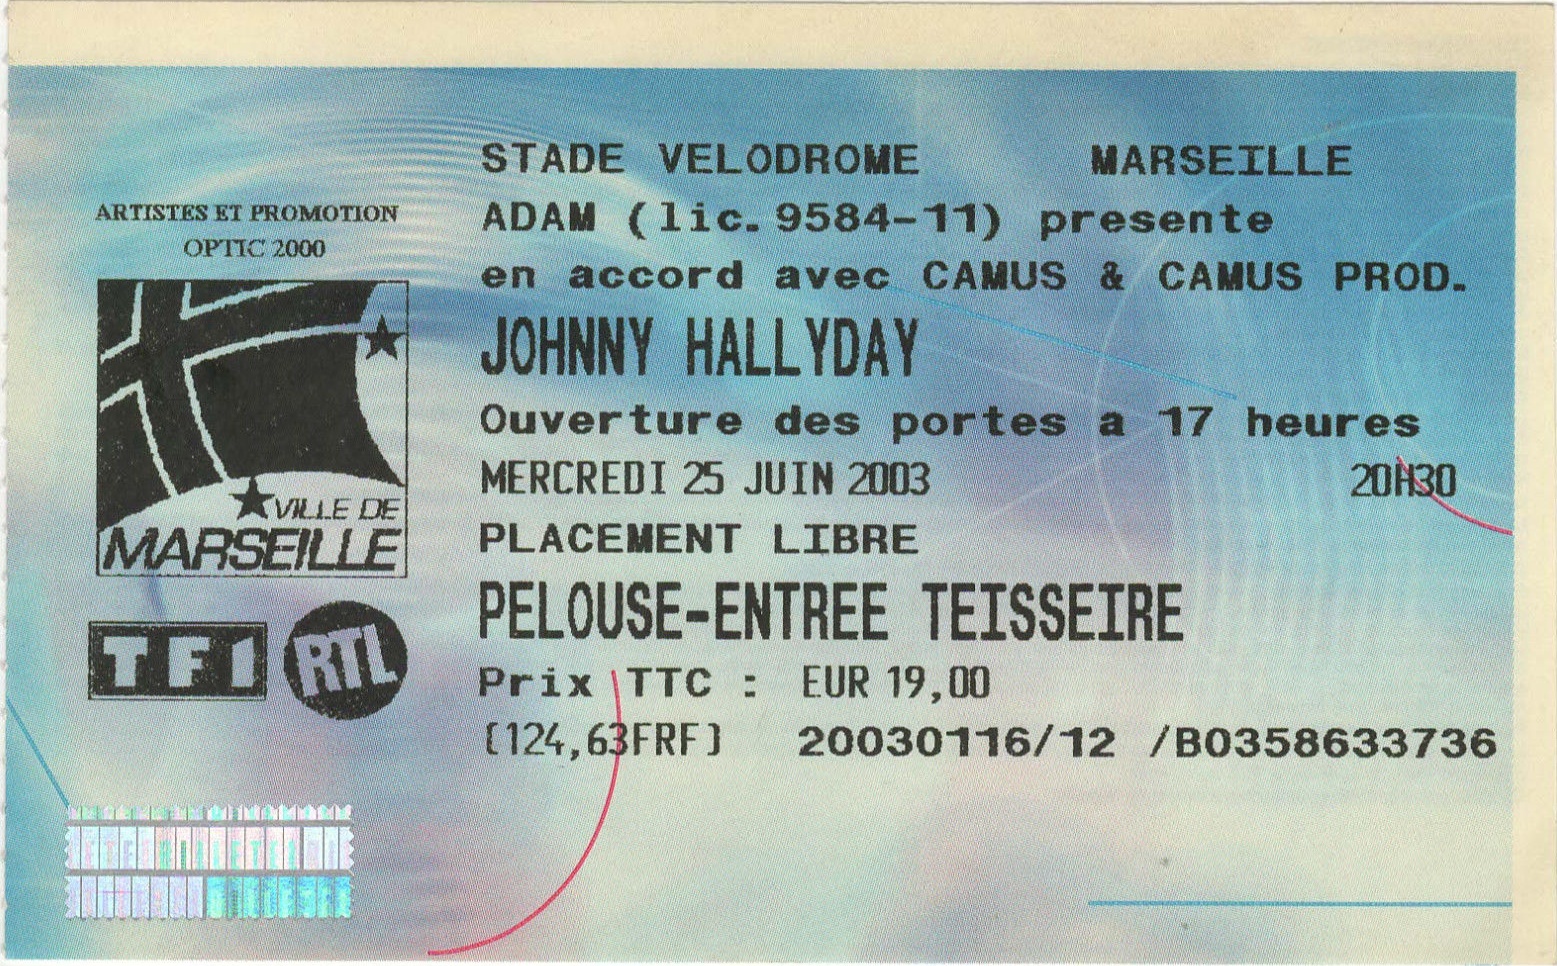 STADE VELODROME MARSEILLE
ARTISTES ET PROMOTION
OPTIC 2000
ADAM (lic.9584-11) presente
en accord avec CAMUS & CAMUS PROD.
JOHNNY HALLYDAY
Ouverture des portes a 17 heures
MERCREDI 25 JUIN 2003 20H30
VILLE DE
MARSEILLE
PLACEMENT LIBRE
PELOUSE-ENTREE TEISSEIRE
TF1 RTL
Prix TTC : EUR 19,00
(124,63FRF) 20030116/12 /B0358633736